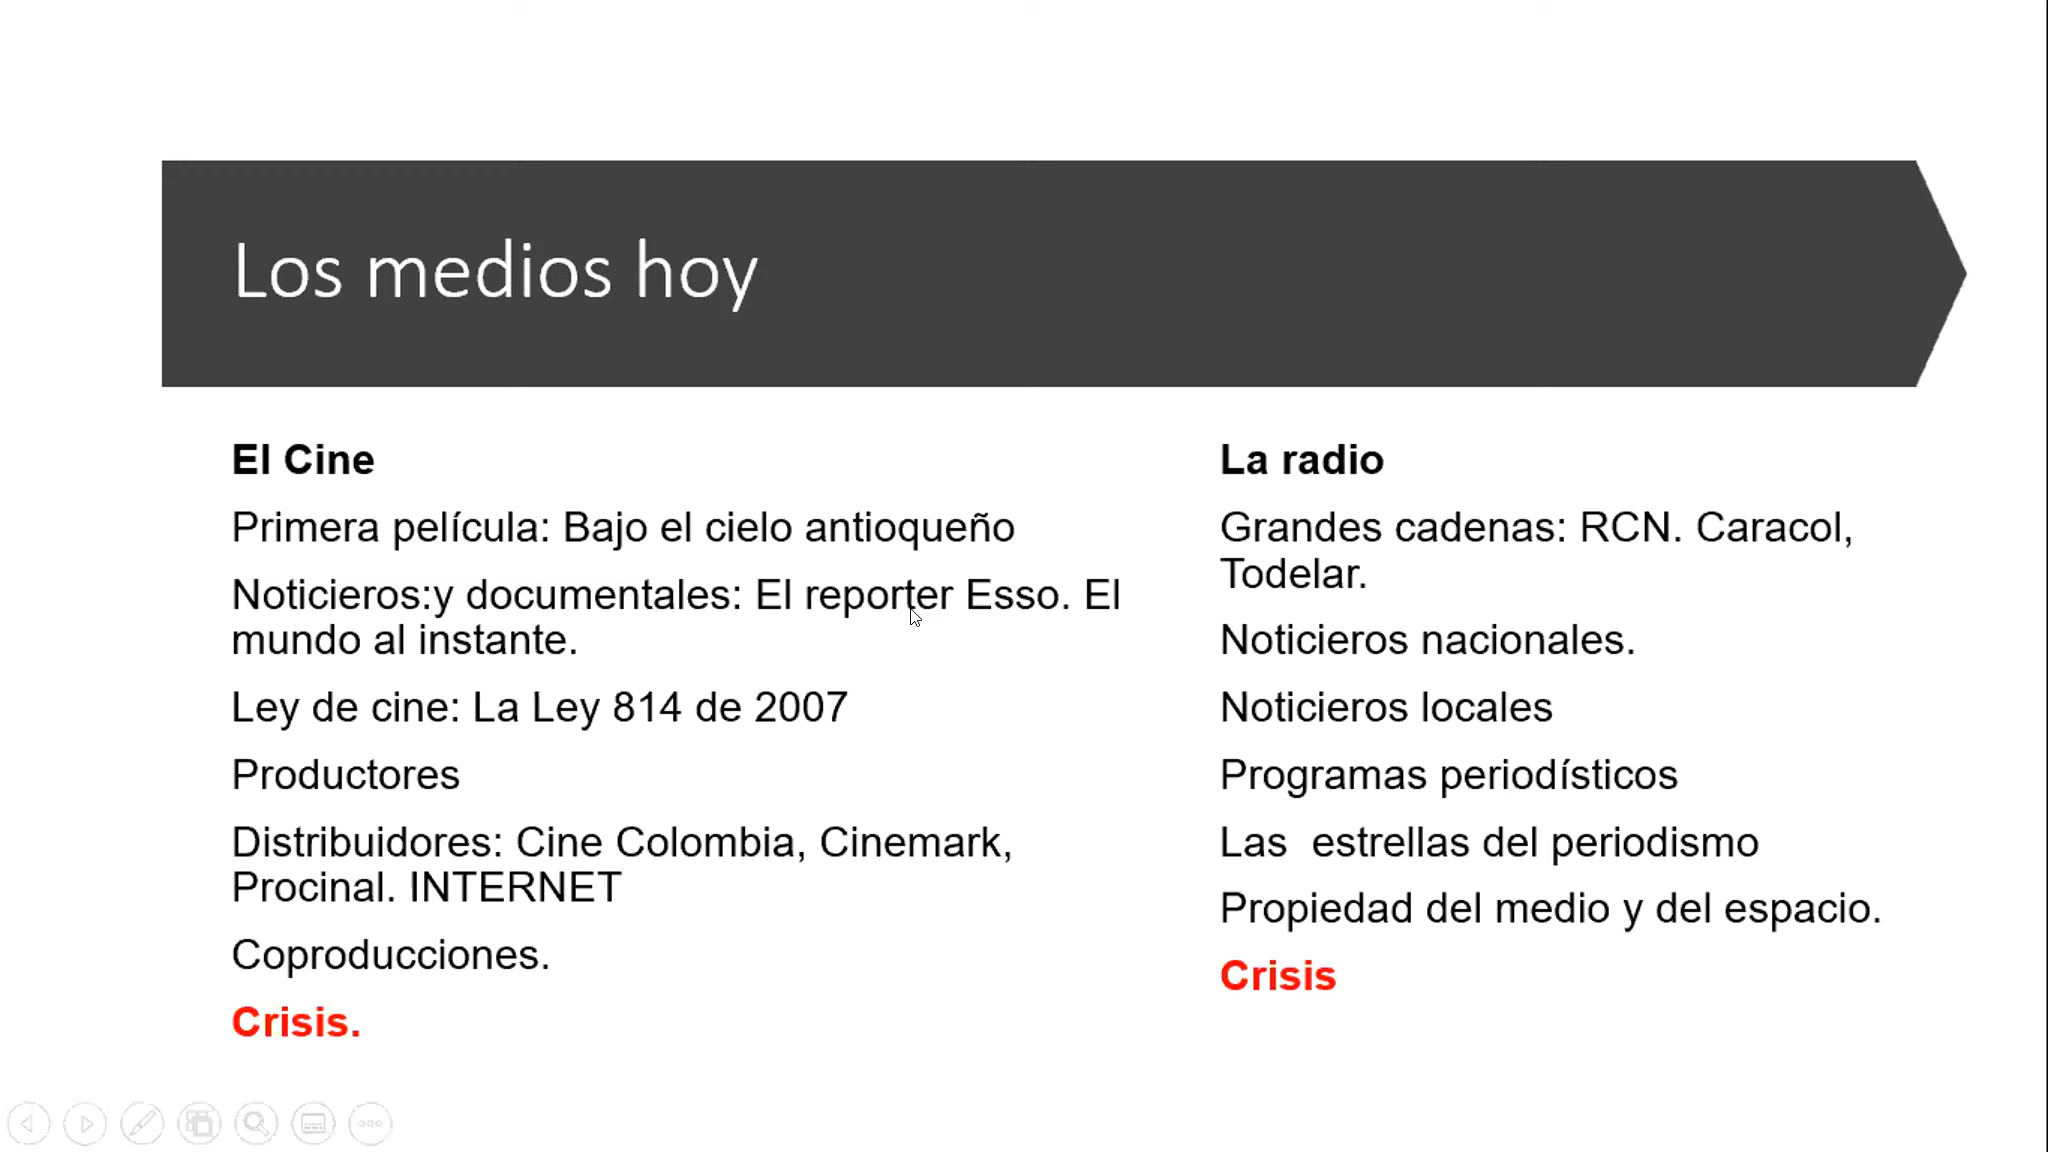 Los medios hoy
El Cine
Primera película: Bajo el cielo antioqueño
Noticieros:y documentales: El reporter Esso. El
mundo al instante.
Ley de cine: La Ley 814 de 2007
Productores
Distribuidores: Cine Colombia, Cinemark,
Procinal. INTERNET
Coproducciones.
Crisis.
La radio
Grandes cadenas: RCN. Caracol,
Todelar.
Noticieros nacionales.
Noticieros locales
Programas periodísticos
Las  estrellas del periodismo
Propiedad del medio y del espacio.
Crisis